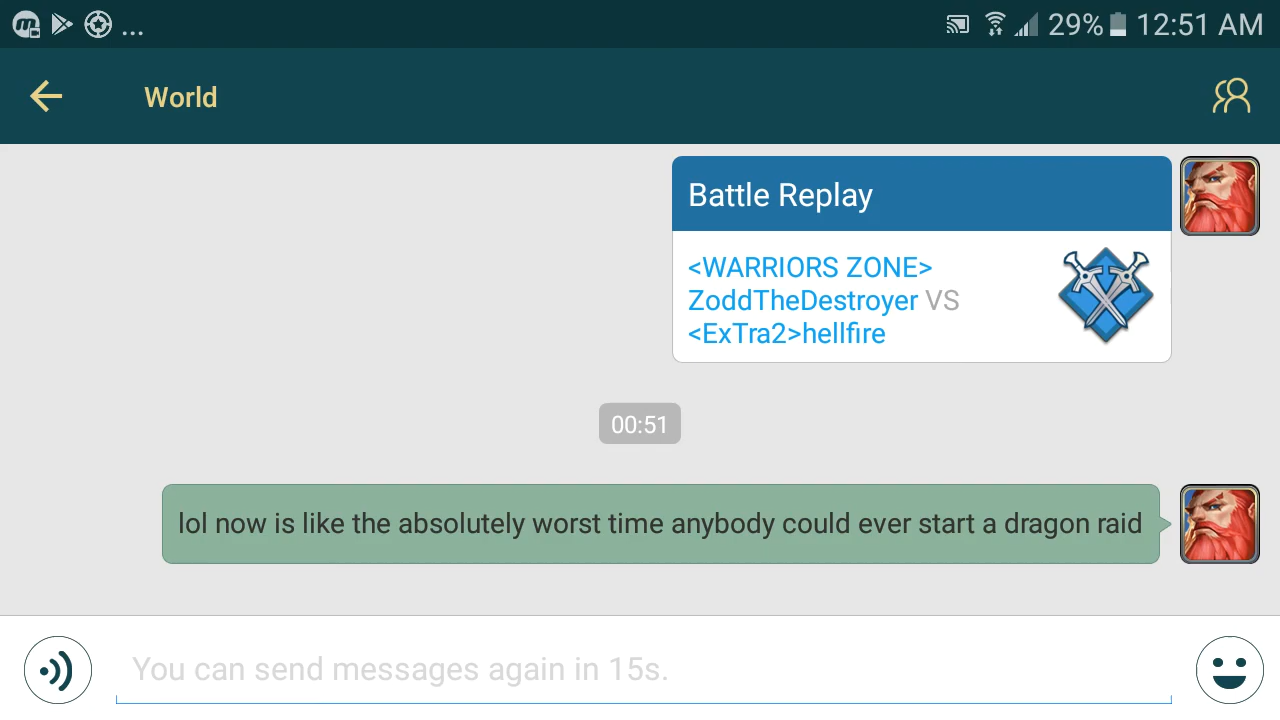 ... 29% 12:51 AM
World
Battle Replay
<WARRIORS ZONE>
ZoddTheDestroyer VS
<ExTra2>hellfire
00:51
lol now is like the absolutely worst time anybody could ever start a dragon raid
You can send messages again in 15s.